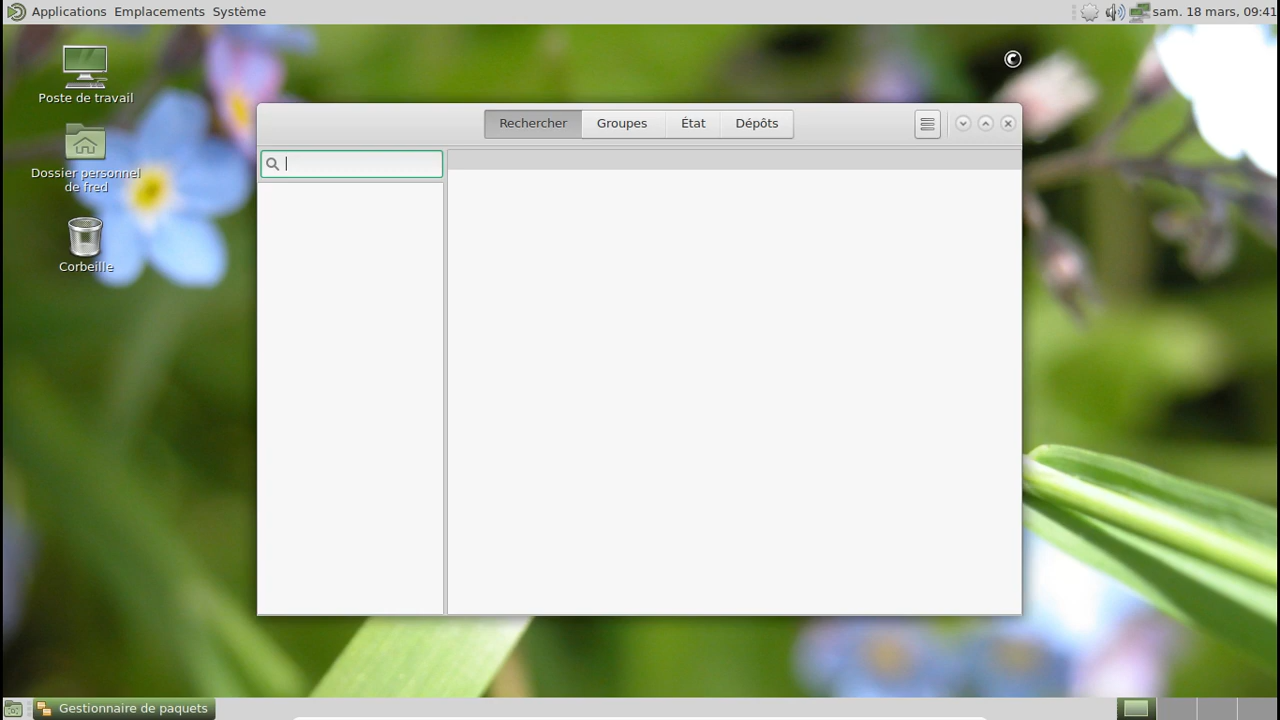 Applications Emplacements Système
sam. 18 mars, 09:41
Poste de travail
Dossier personnel
de fred
Corbeille
Rechercher Groupes État Dépôts
Gestionnaire de paquets